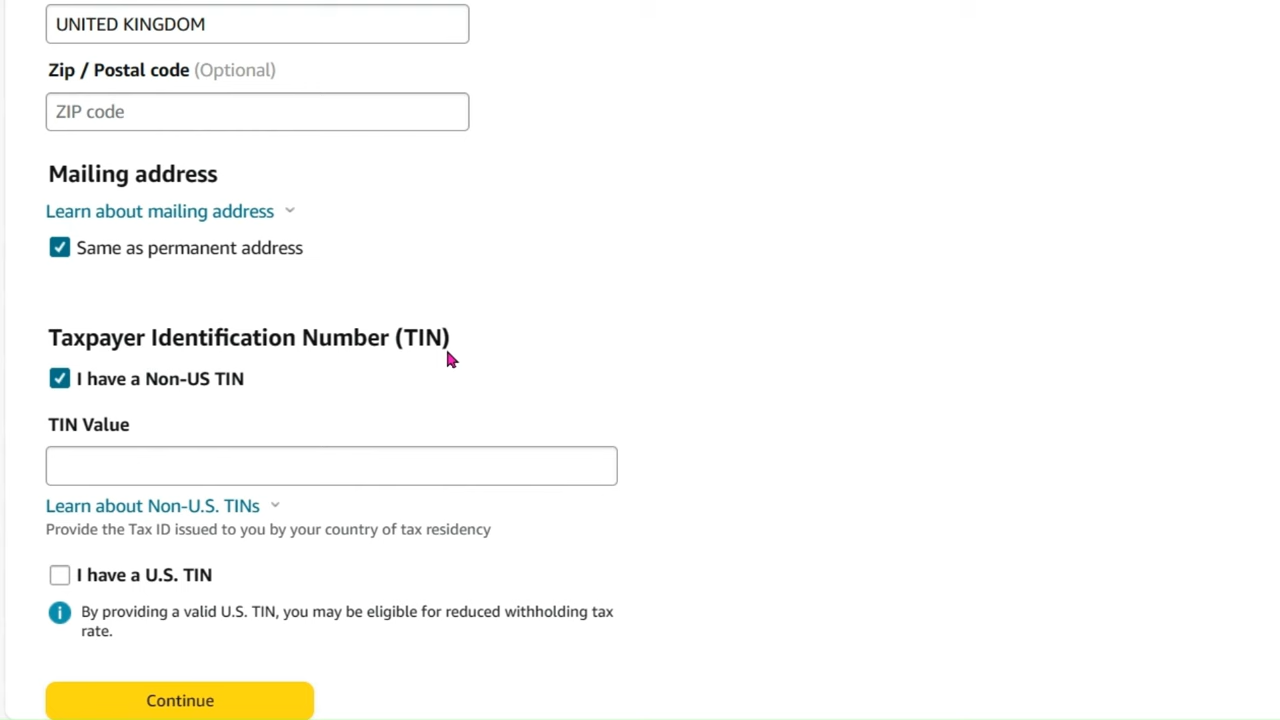 UNITED KINGDOM
Zip / Postal code (Optional)
ZIP code
Mailing address
Learn about mailing address
Same as permanent address
Taxpayer Identification Number (TIN)
I have a Non-US TIN
TIN Value
Learn about Non-U.S. TINs
Provide the Tax ID issued to you by your country of tax residency
I have a U.S. TIN
By providing a valid U.S. TIN, you may be eligible for reduced withholding tax
rate.
Continue